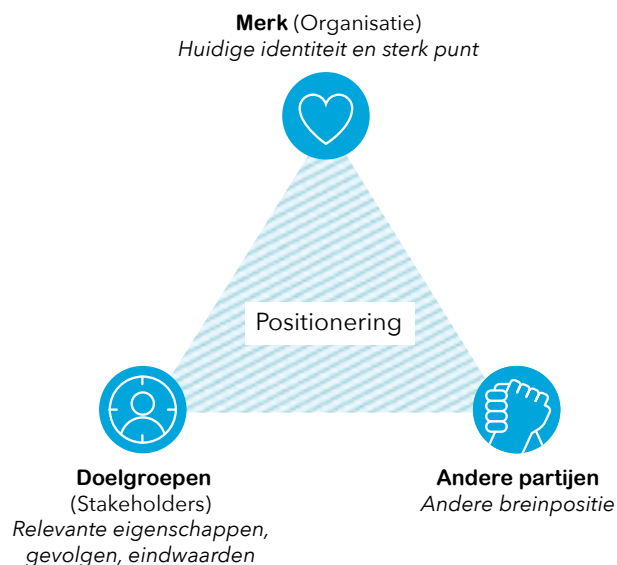 Merk (Organisatie)
Huidige identiteit en sterk punt
Positionering
Doelgroepen
(Stakeholders)
Relevante eigenschappen,
gevolgen, eindwaarden
Andere partijen
Andere breinpositie